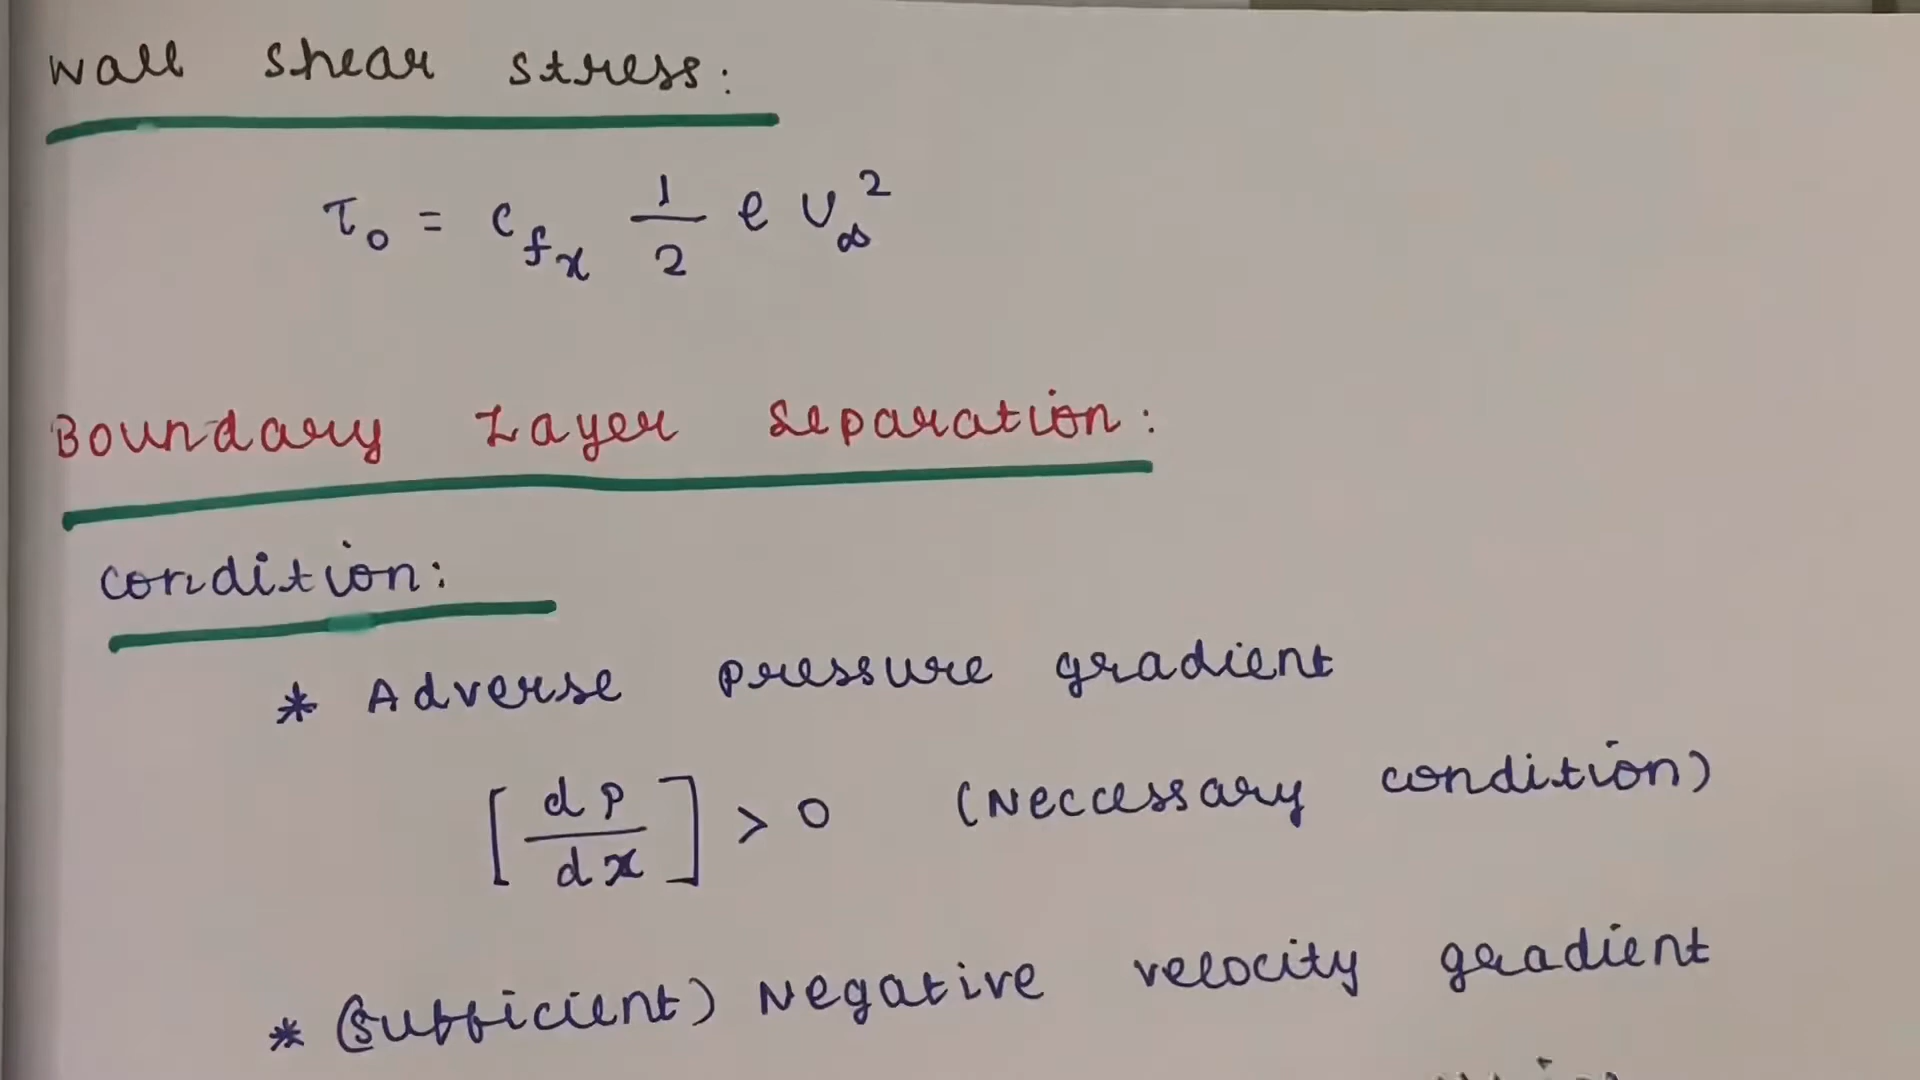 Wall shear stress:
τ₀ = C_fx 1/2 ρ U∞²
Boundary Layer Separation:
condition:
* Adverse pressure gradient
[dp/dx] > 0 (Neccessary condition)
* (Sufficient) Negative velocity gradient